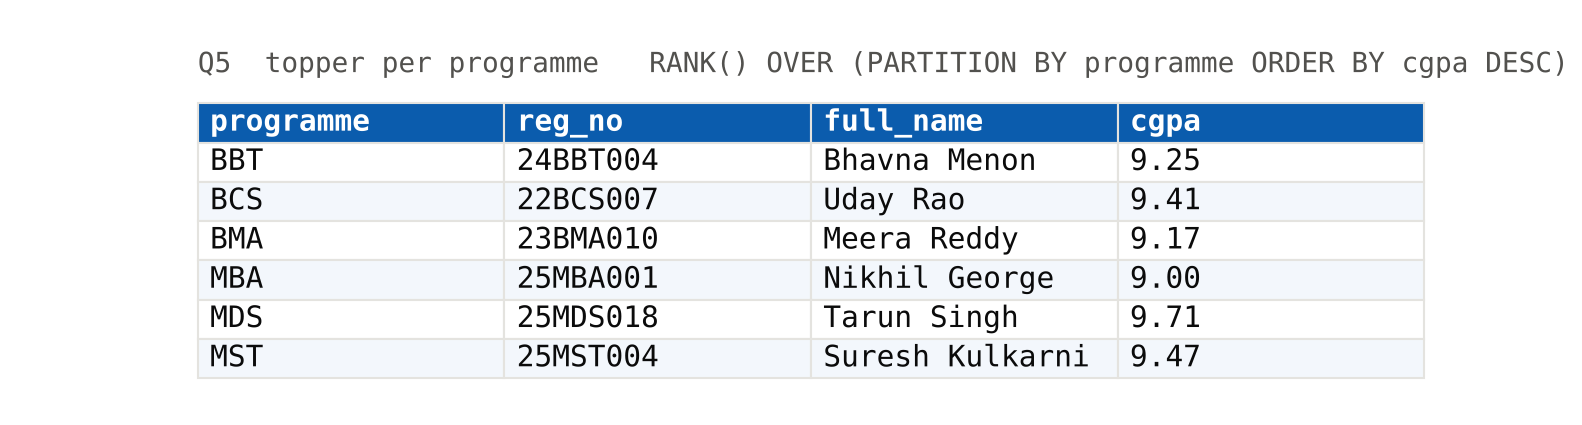 Q5  topper per programme   RANK() OVER (PARTITION BY programme ORDER BY cgpa DESC)
programme reg_no full_name cgpa
BBT 24BBT004 Bhavna Menon 9.25
BCS 22BCS007 Uday Rao 9.41
BMA 23BMA010 Meera Reddy 9.17
MBA 25MBA001 Nikhil George 9.00
MDS 25MDS018 Tarun Singh 9.71
MST 25MST004 Suresh Kulkarni 9.47